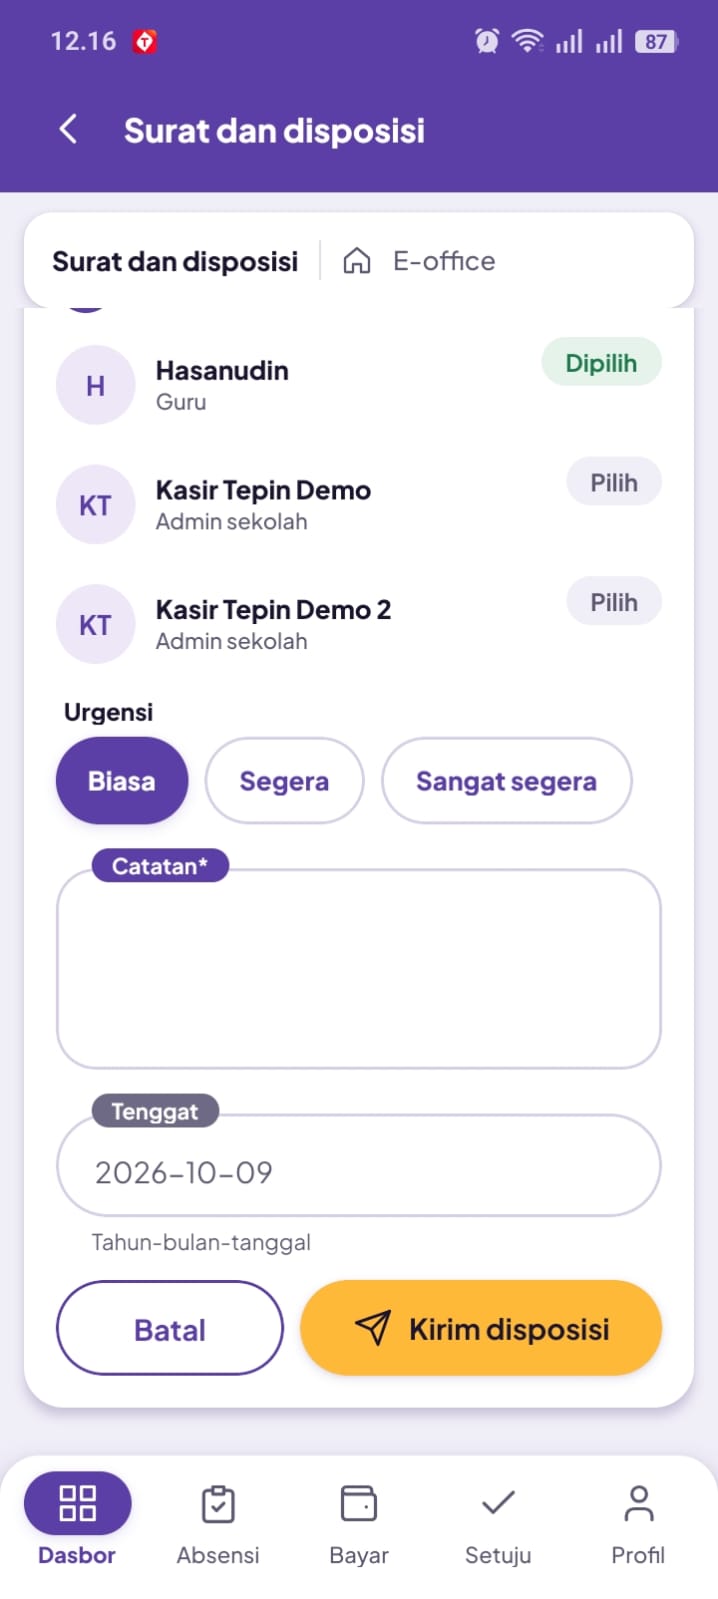 12.16
87
Surat dan disposisi
Surat dan disposisi
E-office
H
Hasanudin
Guru
Dipilih
KT
Kasir Tepin Demo
Admin sekolah
Pilih
KT
Kasir Tepin Demo 2
Admin sekolah
Pilih
Urgensi
Biasa
Segera
Sangat segera
Catatan*
Tenggat
2026-10-09
Tahun-bulan-tanggal
Batal
Kirim disposisi
Dasbor
Absensi
Bayar
Setuju
Profil